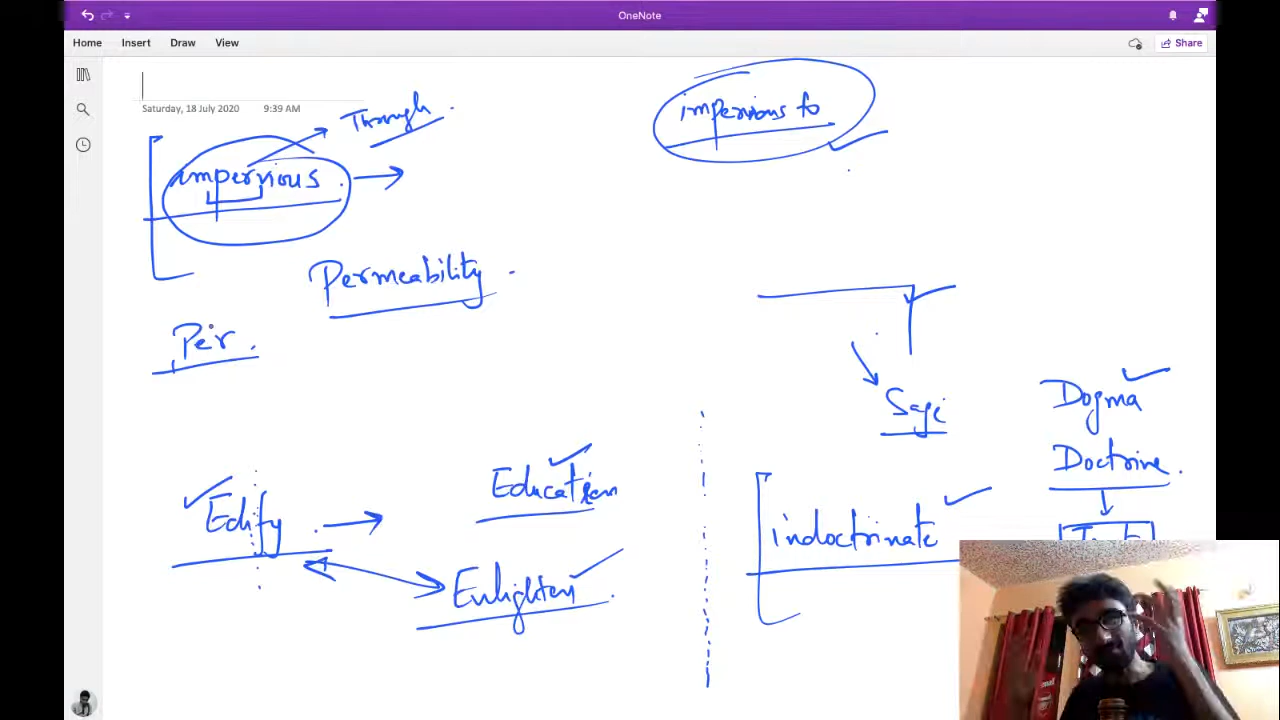 OneNote
Home Insert Draw View
Share
Saturday, 18 July 2020 9:39 AM
Through
impervious to
impervious
Permeability
Per.
Sagi
Dogma
Doctrine.
Edify
Education
indoctrinate
Enlighten